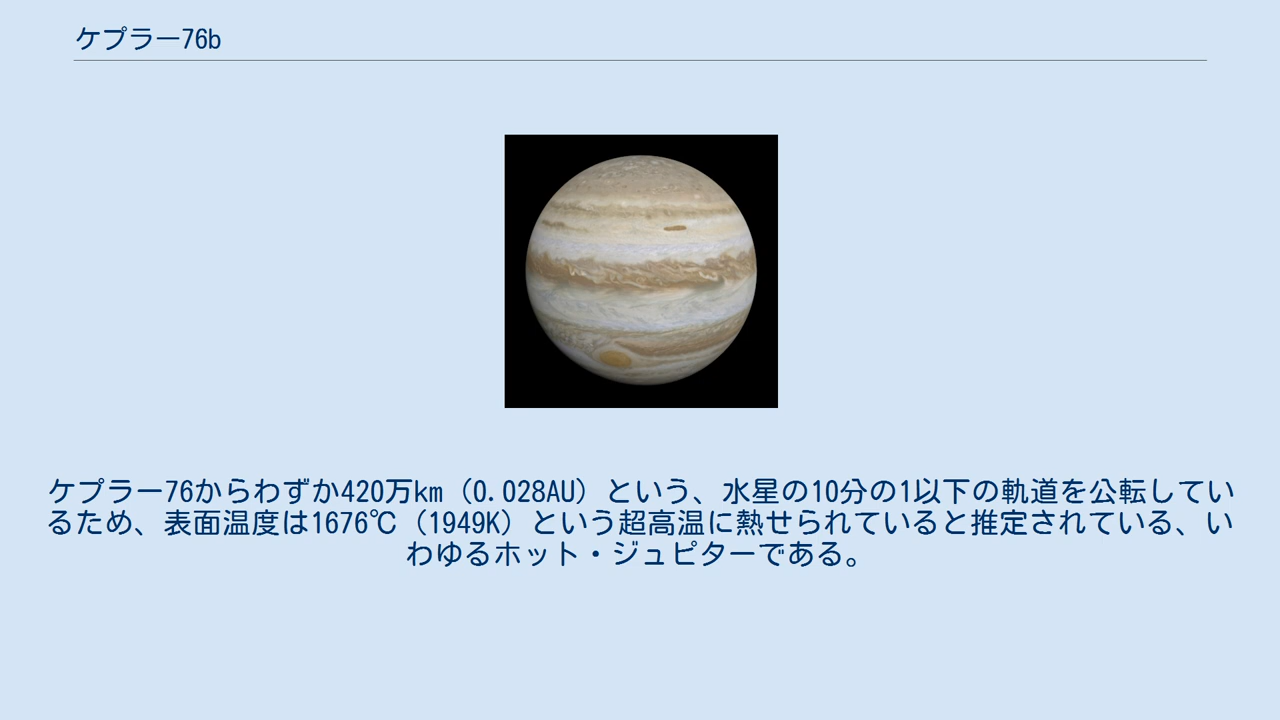 ケプラー76b
ケプラー76からわずか420万km（0.028AU）という、水星の10分の1以下の軌道を公転してい
るため、表面温度は1676℃（1949K）という超高温に熱せられていると推定されている、い
わゆるホット・ジュピターである。